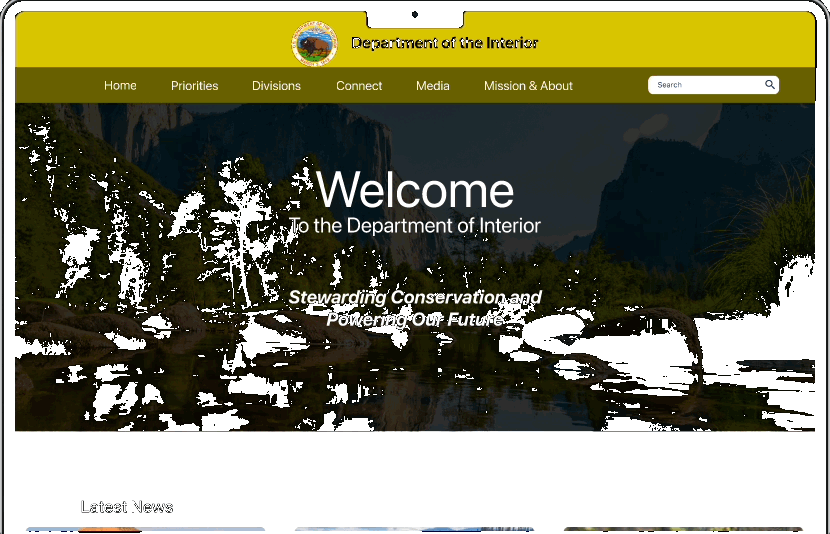 Department of the Interior
Home Priorities Divisions Connect Media Mission & About Search
Welcome
To the Department of Interior
Stewarding Conservation and
Powering Our Future
Latest News